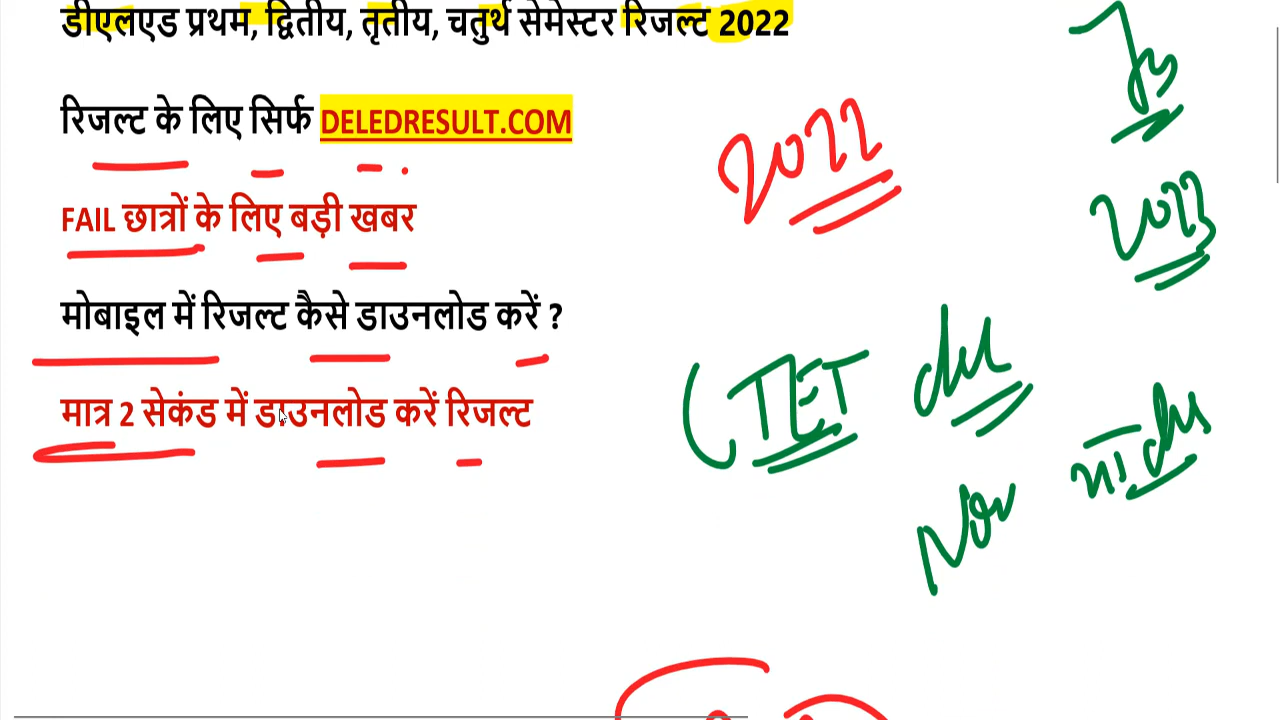 डीएलएड प्रथम, द्वितीय, तृतीय, चतुर्थ सेमेस्टर रिजल्ट 2022
रिजल्ट के लिए सिर्फ DELEDRESULT.COM
FAIL छात्रों के लिए बड़ी खबर
मोबाइल में रिजल्ट कैसे डाउनलोड करें ?
मात्र 2 सेकंड में डाउनलोड करें रिजल्ट
2022
2023
CTET
Nov